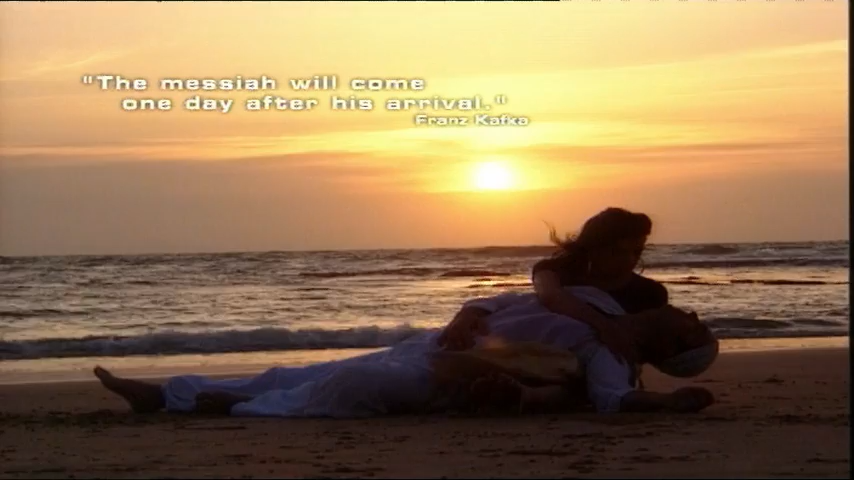 "The messiah will come
one day after his arrival."
Franz Kafka